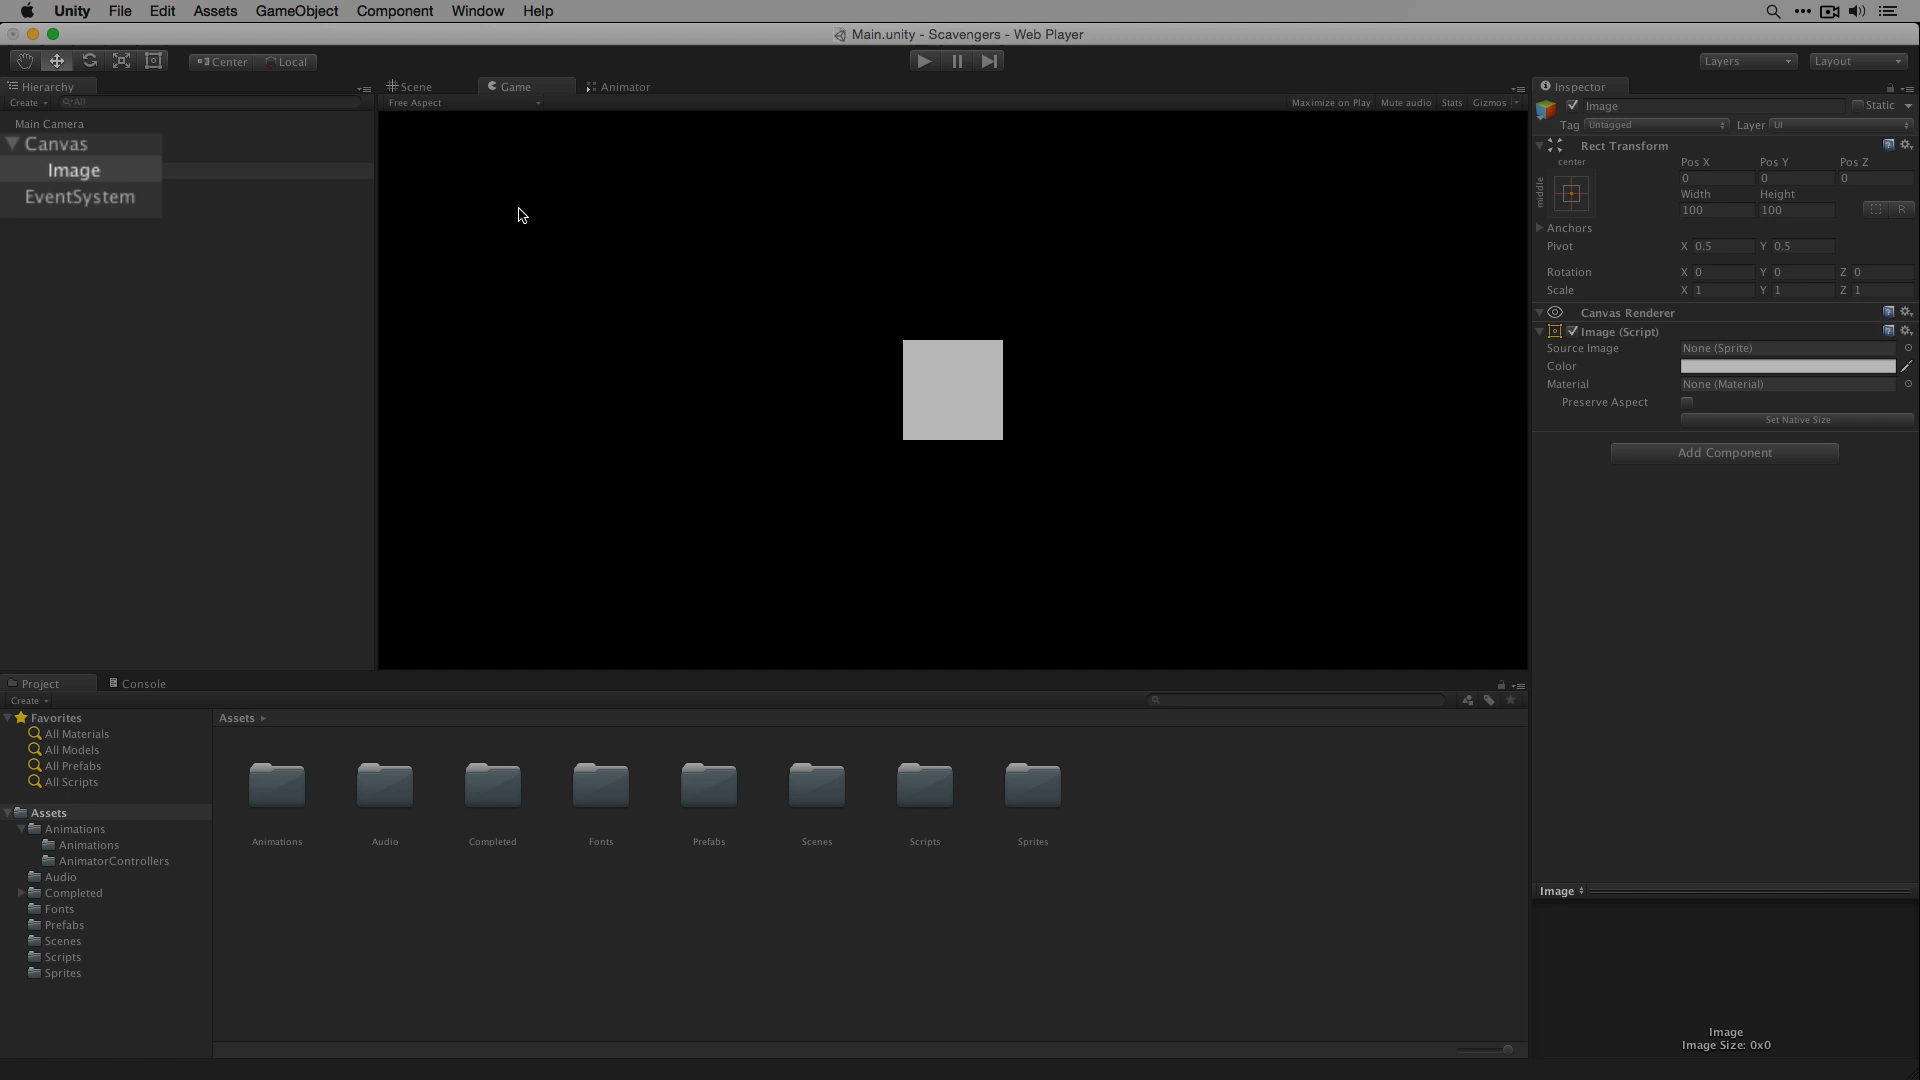 Unity File Edit Assets GameObject Component Window Help
Main.unity - Scavengers - Web Player
Center Local
Layers Layout
Hierarchy
Create All
Main Camera
Canvas
Image
EventSystem
Scene Game Animator
Free Aspect
Maximize on Play Mute audio Stats Gizmos
Inspector
Image Static
Tag Untagged Layer UI
Rect Transform
center
middle
Pos X Pos Y Pos Z
0 0 0
Width Height
100 100 R
Anchors
Pivot X 0.5 Y 0.5
Rotation X 0 Y 0 Z 0
Scale X 1 Y 1 Z 1
Canvas Renderer
Image (Script)
Source Image None (Sprite)
Color
Material None (Material)
Preserve Aspect
Set Native Size
Add Component
Project Console
Create
Favorites
All Materials
All Models
All Prefabs
All Scripts
Assets
Animations
Animations
AnimatorControllers
Audio
Completed
Fonts
Prefabs
Scenes
Scripts
Sprites
Assets
Animations Audio Completed Fonts Prefabs Scenes Scripts Sprites
Image
Image
Image Size: 0x0